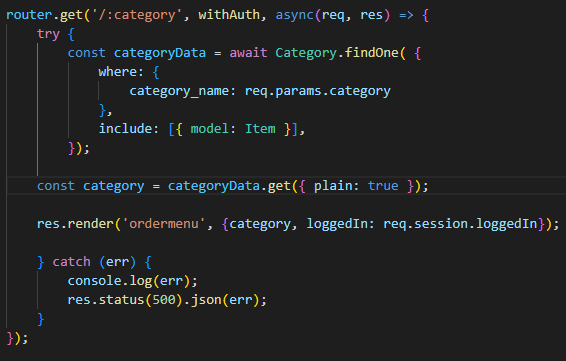 router.get('/:category', withAuth, async(req, res) => {
    try {
        const categoryData = await Category.findOne( {
            where: {
                category_name: req.params.category
            },
            include: [{ model: Item }],
        });

    const category = categoryData.get({ plain: true });

    res.render('ordermenu', {category, loggedIn: req.session.loggedIn});

    } catch (err) {
        console.log(err);
        res.status(500).json(err);
    }
});